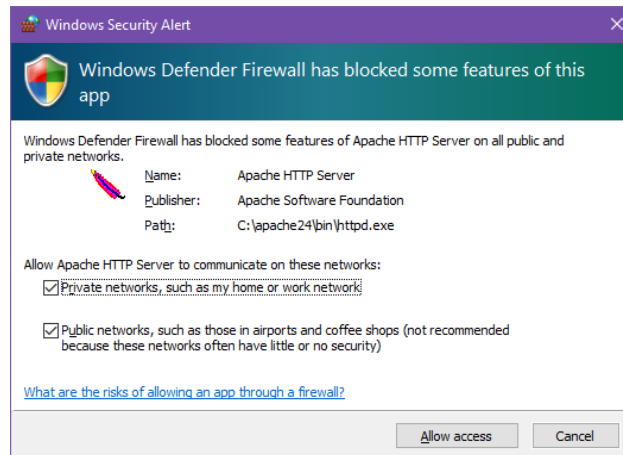 Windows Security Alert
Windows Defender Firewall has blocked some features of this
app
Windows Defender Firewall has blocked some features of Apache HTTP Server on all public and
private networks.
Name: Apache HTTP Server
Publisher: Apache Software Foundation
Path: C:\apache24\bin\httpd.exe
Allow Apache HTTP Server to communicate on these networks:
Private networks, such as my home or work network
Public networks, such as those in airports and coffee shops (not recommended
because these networks often have little or no security)
What are the risks of allowing an app through a firewall?
Allow access Cancel